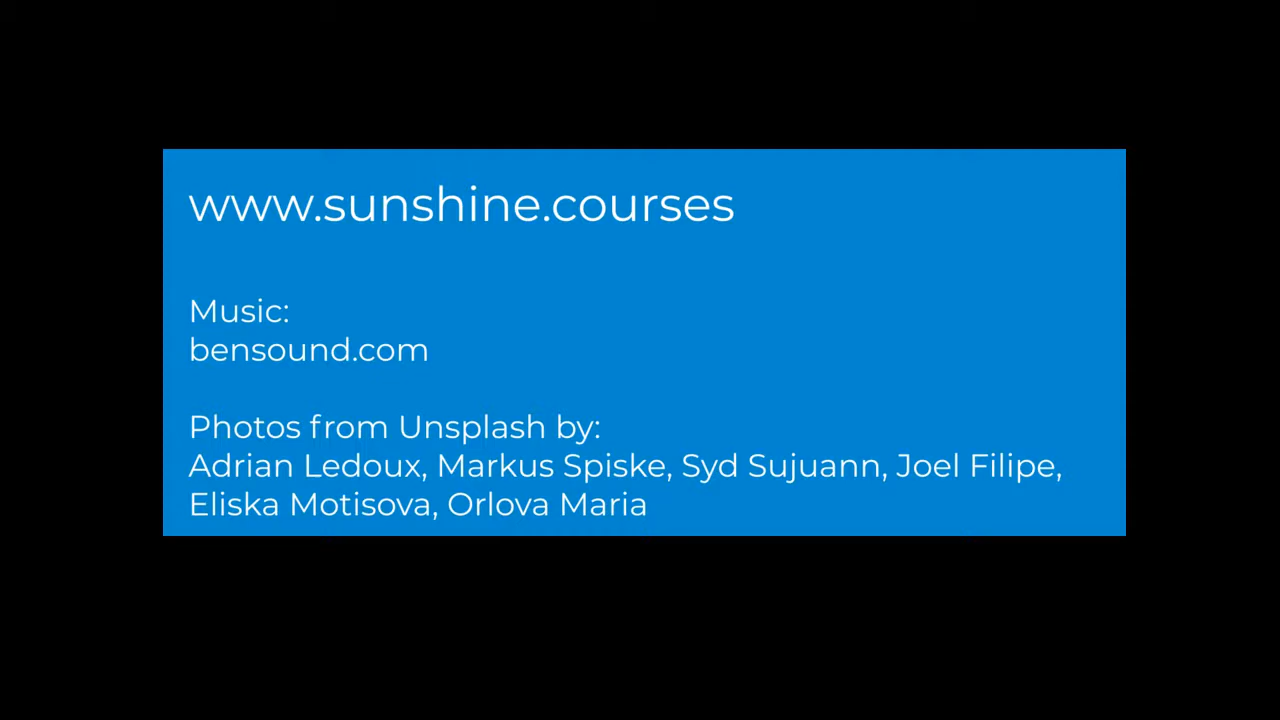 www.sunshine.courses
Music:
bensound.com
Photos from Unsplash by:
Adrian Ledoux, Markus Spiske, Syd Sujuann, Joel Filipe,
Eliska Motisova, Orlova Maria